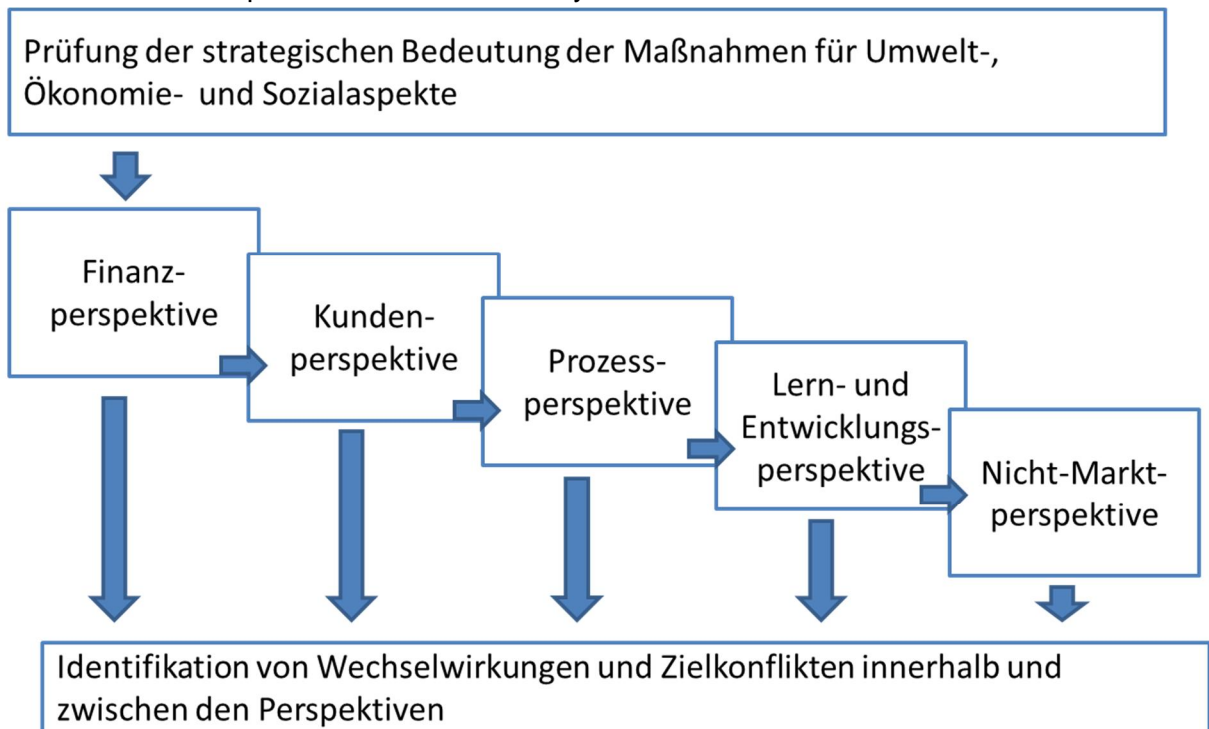 Prüfung der strategischen Bedeutung der Maßnahmen für Umwelt-,
Ökonomie- und Sozialaspekte
Finanz-
perspektive
Kunden-
perspektive
Prozess-
perspektive
Lern- und
Entwicklungs-
perspektive
Nicht-Markt-
perspektive
Identifikation von Wechselwirkungen und Zielkonflikten innerhalb und
zwischen den Perspektiven